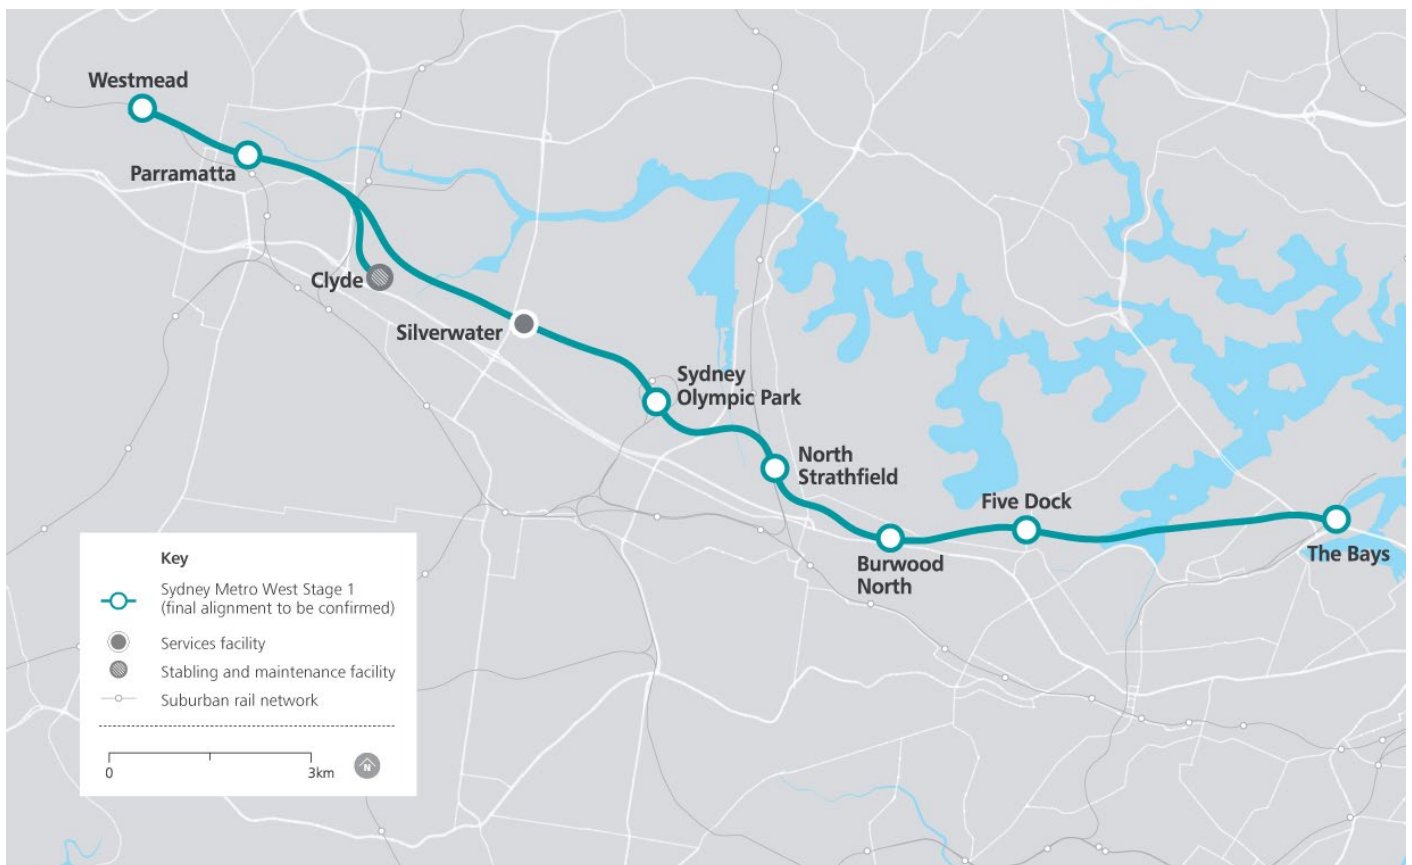 Westmead
Parramatta
Clyde
Silverwater
Sydney
Olympic Park
North
Strathfield
Five Dock
Burwood
North
The Bays
Key
Sydney Metro West Stage 1
(final alignment to be confirmed)
Services facility
Stabling and maintenance facility
Suburban rail network
0
3km
N